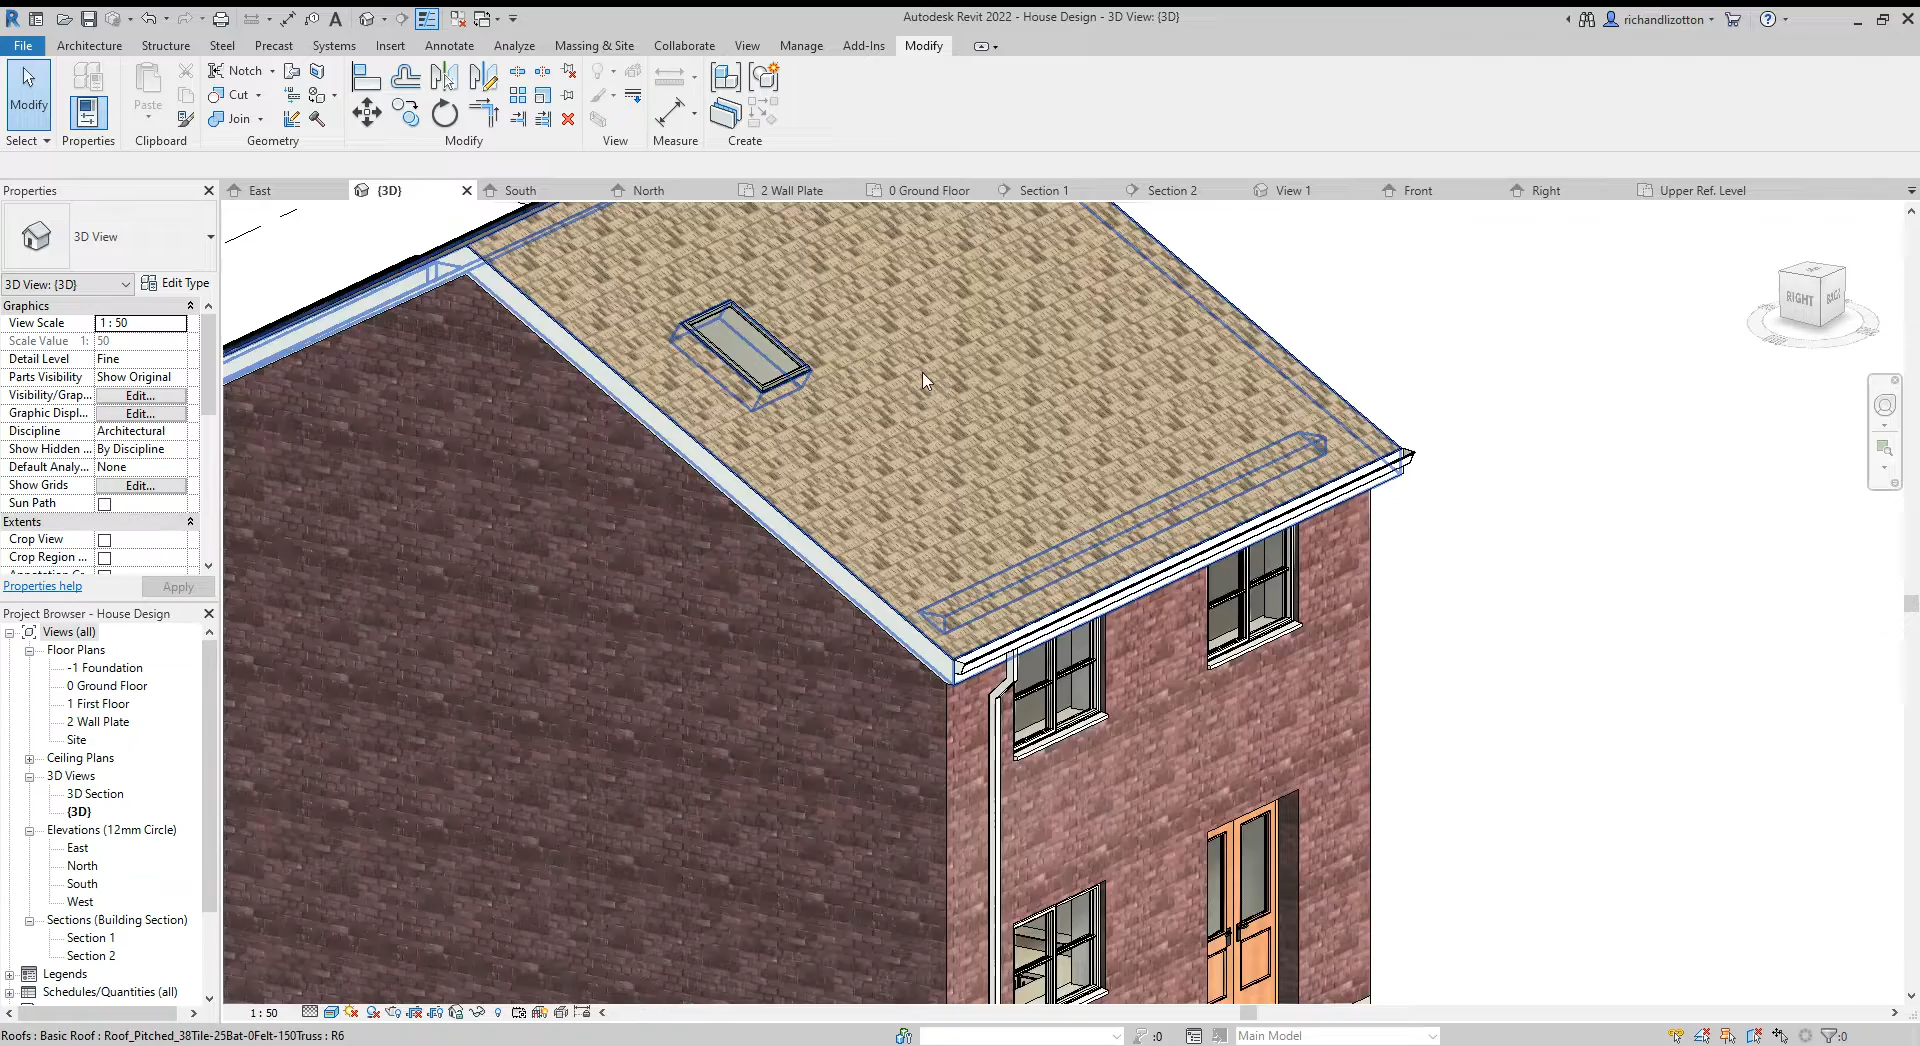 Autodesk Revit 2022 - House Design - 3D View: {3D}
richandlizotton
File Architecture Structure Steel Precast Systems Insert Annotate Analyze Massing & Site Collaborate View Manage Add-Ins Modify
Modify
Paste
Notch
Cut
Join
Select Properties Clipboard Geometry Modify View Measure Create
Properties
East {3D} South North 2 Wall Plate 0 Ground Floor Section 1 Section 2 View 1 Front Right Upper Ref. Level
3D View
3D View: {3D} Edit Type
Graphics
View Scale 1 : 50
Scale Value 1: 50
Detail Level Fine
Parts Visibility Show Original
Visibility/Grap... Edit...
Graphic Displ... Edit...
Discipline Architectural
Show Hidden ... By Discipline
Default Analy... None
Show Grids Edit...
Sun Path
Extents
Crop View
Crop Region ...
Properties help Apply
Project Browser - House Design
Views (all)
Floor Plans
-1 Foundation
0 Ground Floor
1 First Floor
2 Wall Plate
Site
Ceiling Plans
3D Views
3D Section
{3D}
Elevations (12mm Circle)
East
North
South
West
Sections (Building Section)
Section 1
Section 2
Legends
Schedules/Quantities (all)
RIGHT
BACK
1 : 50
Roofs : Basic Roof : Roof_Pitched_38Tile-25Bat-0Felt-150Truss : R6
:0
Main Model
:0